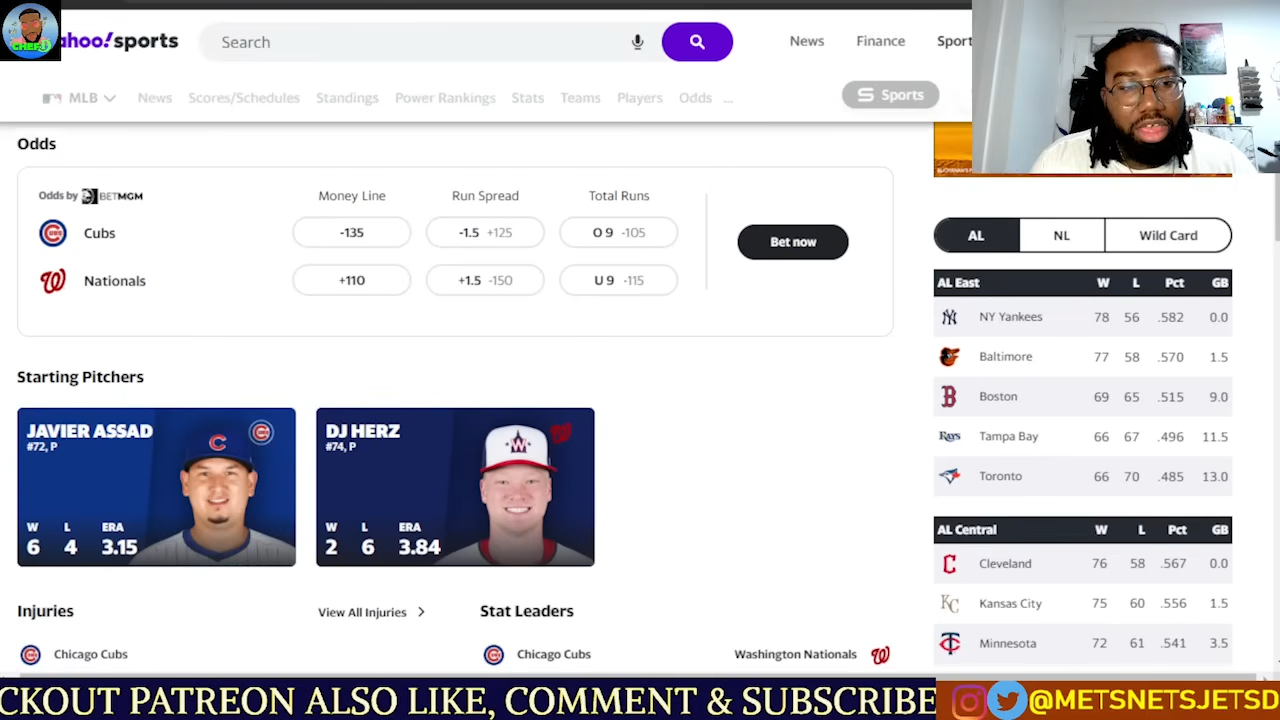 CHEF
ahoo!sports
Search
News Finance Sport
MLB News Scores/Schedules Standings Power Rankings Stats Teams Players Odds ...
S Sports
Odds
Odds by BETMGM Money Line Run Spread Total Runs
Cubs -135 -1.5 +125 O 9 -105
Bet now
Nationals +110 +1.5 -150 U 9 -115
Starting Pitchers
JAVIER ASSAD
#72, P
W L ERA
6 4 3.15
DJ HERZ
#74, P
W L ERA
2 6 3.84
Injuries View All Injuries
Chicago Cubs
Stat Leaders
Chicago Cubs Washington Nationals
AL NL Wild Card
AL East W L Pct GB
NY Yankees 78 56 .582 0.0
Baltimore 77 58 .570 1.5
Boston 69 65 .515 9.0
Tampa Bay 66 67 .496 11.5
Toronto 66 70 .485 13.0
AL Central W L Pct GB
Cleveland 76 58 .567 0.0
Kansas City 75 60 .556 1.5
Minnesota 72 61 .541 3.5
CKOUT PATREON ALSO LIKE, COMMENT & SUBSCRIBE
@METSNETSJETSD